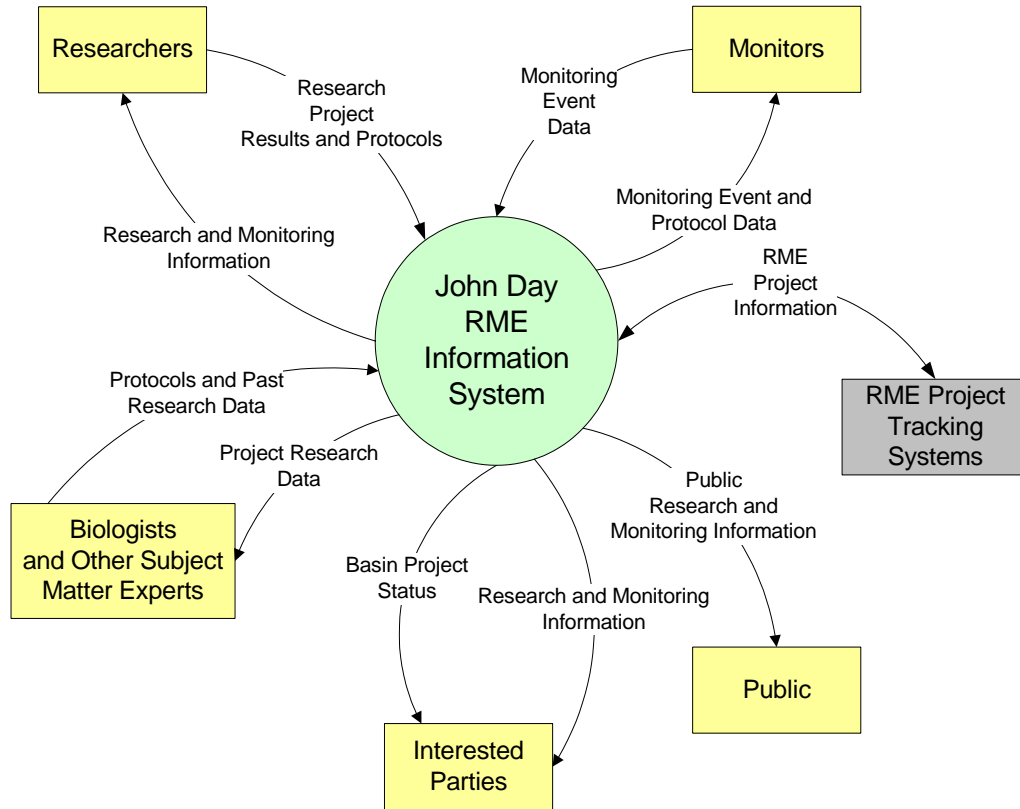 Researchers
Monitors
Research
Project
Results and Protocols
Monitoring
Event
Data
Monitoring Event and
Protocol Data
Research and Monitoring
Information
RME
Project
Information
John Day
RME
Information
System
Protocols and Past
Research Data
RME Project
Tracking
Systems
Project Research
Data
Public
Research and
Monitoring Information
Biologists
and Other Subject
Matter Experts
Basin Project
Status
Research and Monitoring
Information
Public
Interested
Parties